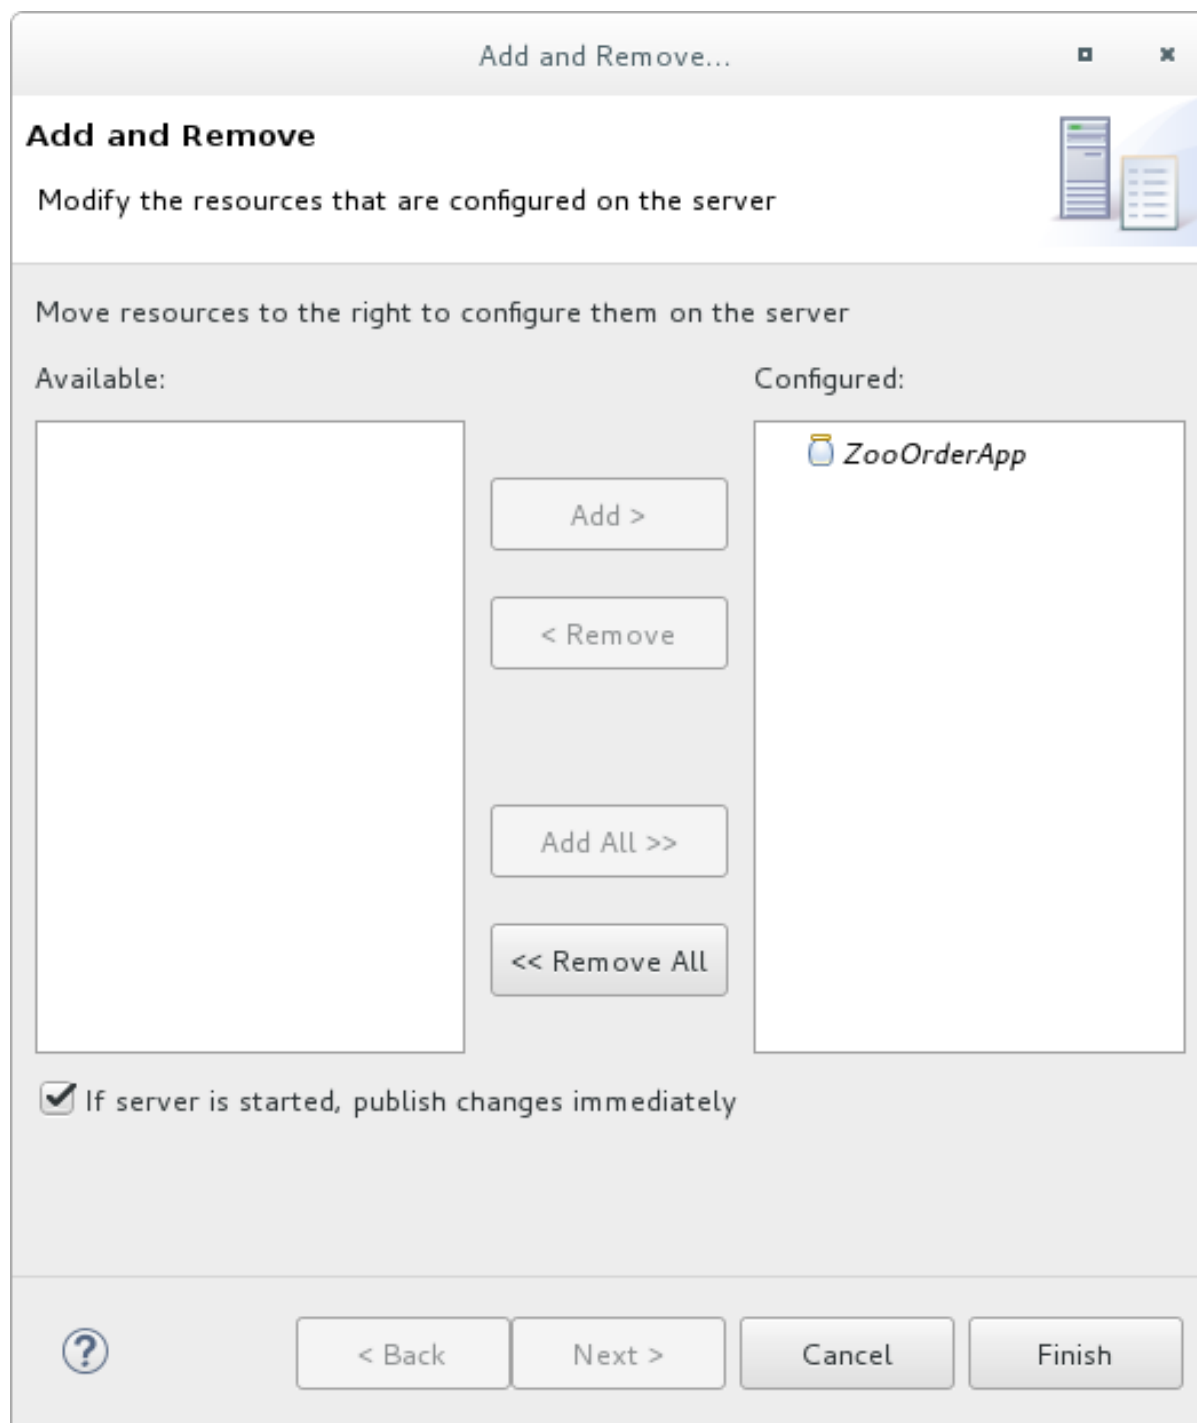 Add and Remove...
Add and Remove
Modify the resources that are configured on the server
Move resources to the right to configure them on the server
Available:
Configured:
ZooOrderApp
Add >
< Remove
Add All >>
<< Remove All
If server is started, publish changes immediately
?
< Back
Next >
Cancel
Finish